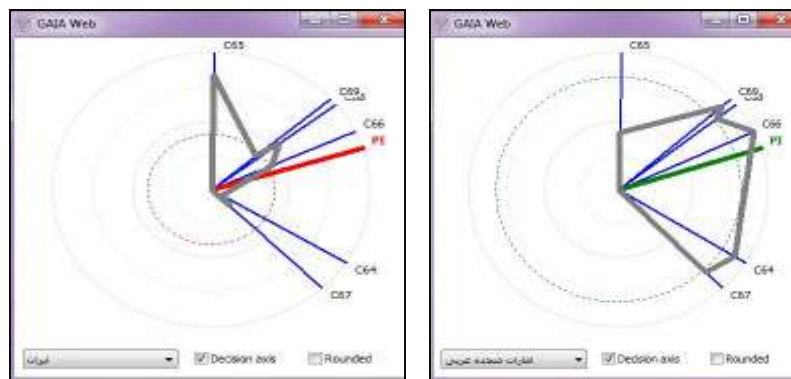 GAIA Web
C65
C69
C66
PI
C64
C67
ایران
Decision axis
Rounded
GAIA Web
C65
C69
C66
PI
C64
C67
امارات متحده عربی
Decision axis
Rounded